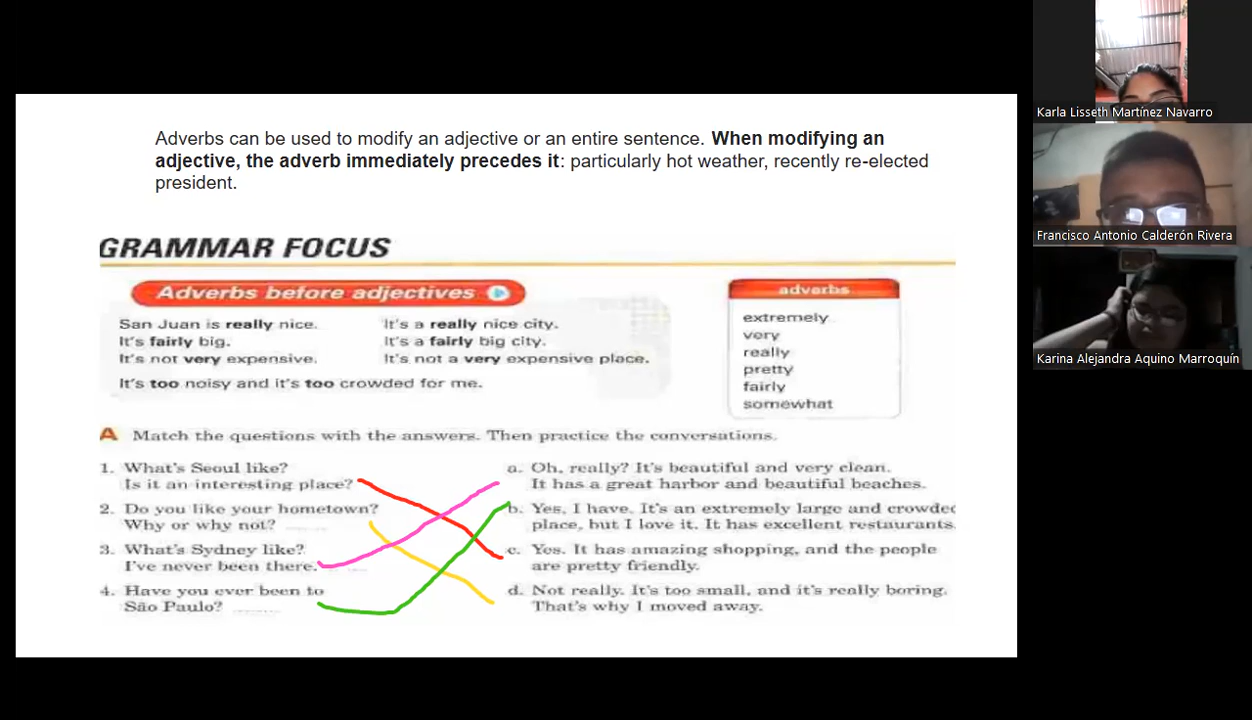 Adverbs can be used to modify an adjective or an entire sentence. When modifying an
adjective, the adverb immediately precedes it: particularly hot weather, recently re-elected
president.
GRAMMAR FOCUS
Adverbs before adjectives
San Juan is really nice.
It's fairly big.
It's not very expensive.
It's a really nice city.
It's a fairly big city.
It's not a very expensive place.
It's too noisy and it's too crowded for me.
adverbs
extremely
very
really
pretty
fairly
somewhat
A Match the questions with the answers. Then practice the conversations.
1. What's Seoul like?
Is it an interesting place?
2. Do you like your hometown?
Why or why not?
3. What's Sydney like?
I've never been there.
4. Have you ever been to
São Paulo?
a. Oh, really? It's beautiful and very clean.
It has a great harbor and beautiful beaches.
b. Yes, I have. It's an extremely large and crowded
place, but I love it. It has excellent restaurants.
c. Yes. It has amazing shopping, and the people
are pretty friendly.
d. Not really. It's too small, and it's really boring.
That's why I moved away.
Karla Lisseth Martínez Navarro
Francisco Antonio Calderón Rivera
Karina Alejandra Aquino Marroquín